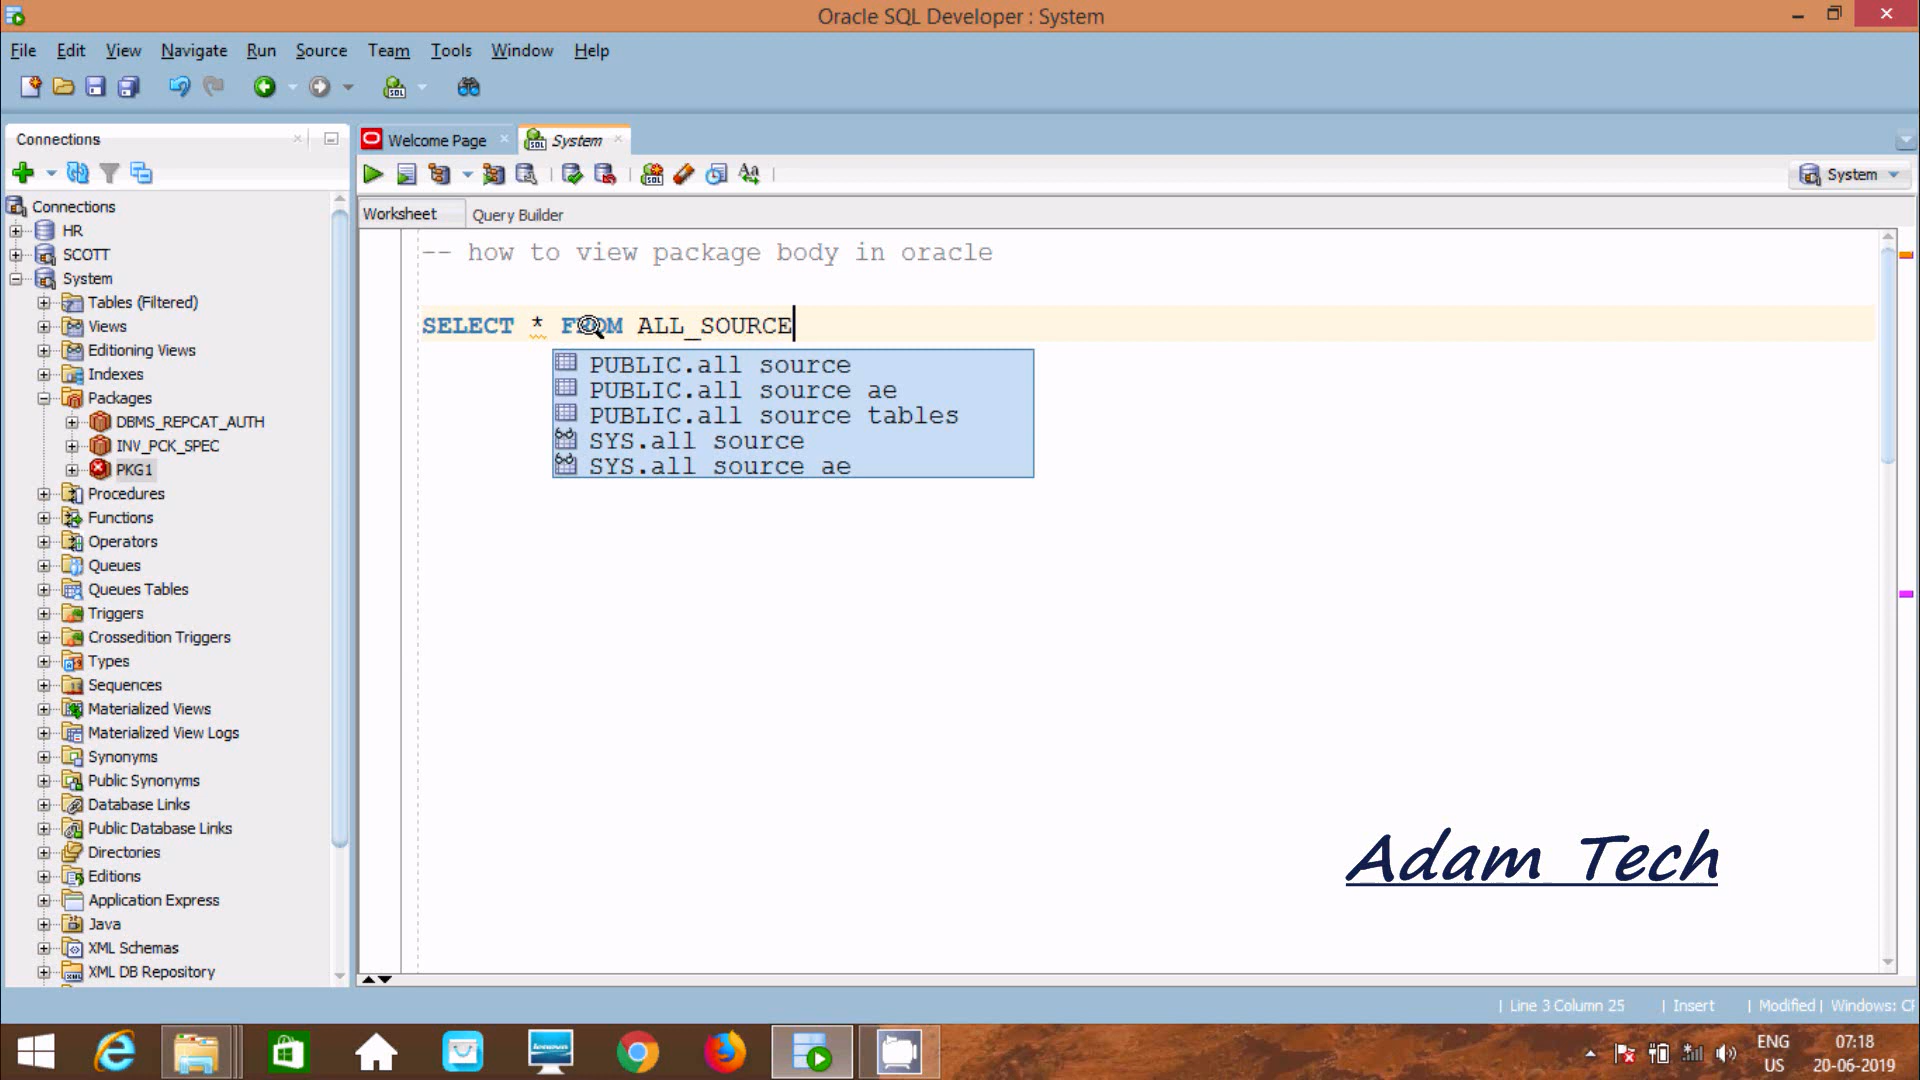 Oracle SQL Developer : System
File Edit View Navigate Run Source Team Tools Window Help
Connections
Welcome Page
System
System
Worksheet
Query Builder
Connections
HR
SCOTT
System
Tables (Filtered)
Views
Editioning Views
Indexes
Packages
DBMS_REPCAT_AUTH
INV_PCK_SPEC
PKG1
Procedures
Functions
Operators
Queues
Queues Tables
Triggers
Crossedition Triggers
Types
Sequences
Materialized Views
Materialized View Logs
Synonyms
Public Synonyms
Database Links
Public Database Links
Directories
Editions
Application Express
Java
XML Schemas
XML DB Repository
-- how to view package body in oracle
SELECT * FROM ALL_SOURCE
PUBLIC.all source
PUBLIC.all source ae
PUBLIC.all source tables
SYS.all source
SYS.all source ae
Adam Tech
Line 3 Column 25 | Insert | Modified | Windows: CF
ENG
US
07:18
20-06-2019